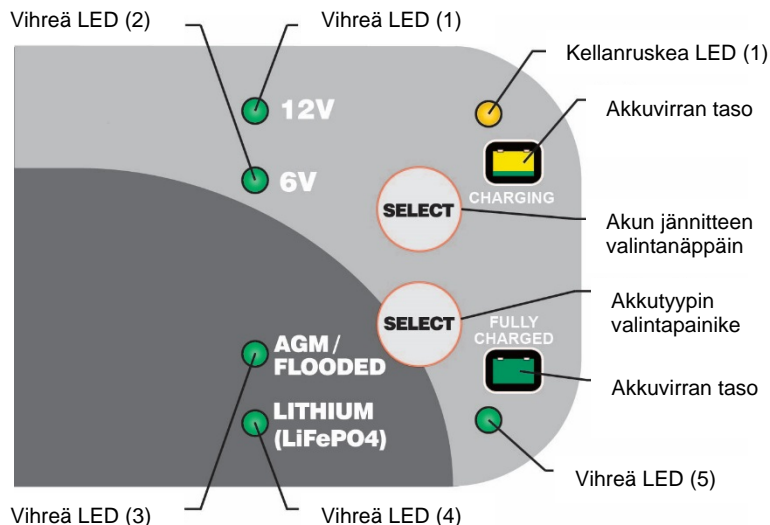 Vihreä LED (2)
Vihreä LED (1)
Kellanruskea LED (1)
12V
Akkuvirran taso
6V
CHARGING
SELECT
Akun jännitteen
valintanäppäin
SELECT
Akkutyypin
valintapainike
FULLY
CHARGED
AGM /
FLOODED
Akkuvirran taso
LITHIUM
(LiFePO4)
Vihreä LED (5)
Vihreä LED (3)
Vihreä LED (4)